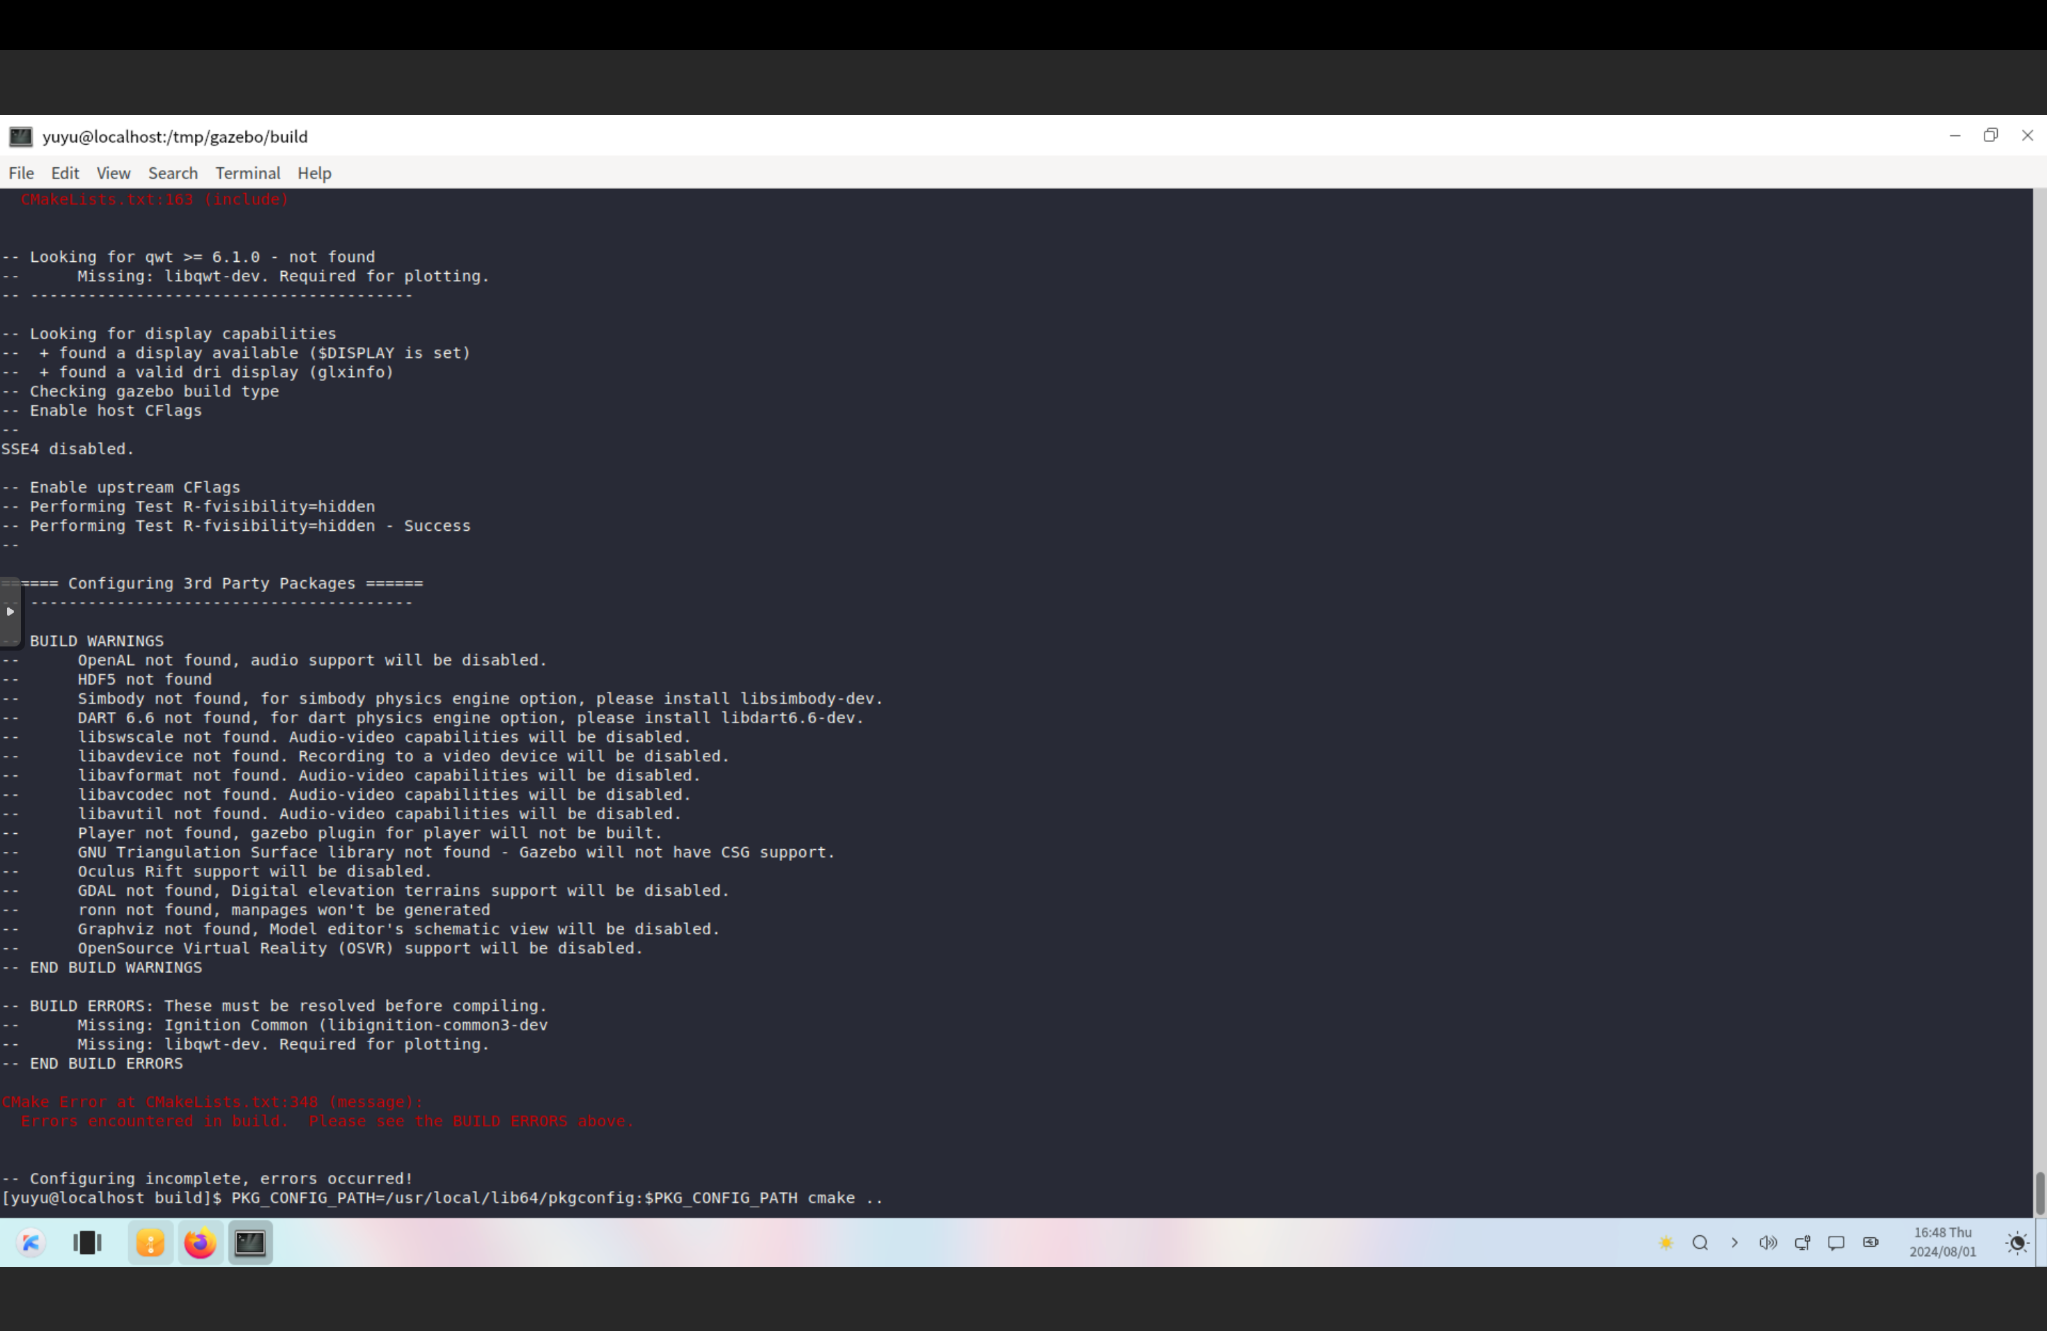 yuyu@localhost:/tmp/gazebo/build
File Edit View Search Terminal Help
CMakeLists.txt:163 (include)
-- Looking for qwt >= 6.1.0 - not found
--      Missing: libqwt-dev. Required for plotting.
-- ----------------------------------------
-- Looking for display capabilities
--  + found a display available ($DISPLAY is set)
--  + found a valid dri display (glxinfo)
-- Checking gazebo build type
-- Enable host CFlags
--
SSE4 disabled.
-- Enable upstream CFlags
-- Performing Test R-fvisibility=hidden
-- Performing Test R-fvisibility=hidden - Success
--
====== Configuring 3rd Party Packages ======
-- ----------------------------------------
-- BUILD WARNINGS
--      OpenAL not found, audio support will be disabled.
--      HDF5 not found
--      Simbody not found, for simbody physics engine option, please install libsimbody-dev.
--      DART 6.6 not found, for dart physics engine option, please install libdart6.6-dev.
--      libswscale not found. Audio-video capabilities will be disabled.
--      libavdevice not found. Recording to a video device will be disabled.
--      libavformat not found. Audio-video capabilities will be disabled.
--      libavcodec not found. Audio-video capabilities will be disabled.
--      libavutil not found. Audio-video capabilities will be disabled.
--      Player not found, gazebo plugin for player will not be built.
--      GNU Triangulation Surface library not found - Gazebo will not have CSG support.
--      Oculus Rift support will be disabled.
--      GDAL not found, Digital elevation terrains support will be disabled.
--      ronn not found, manpages won't be generated
--      Graphviz not found, Model editor's schematic view will be disabled.
--      OpenSource Virtual Reality (OSVR) support will be disabled.
-- END BUILD WARNINGS
-- BUILD ERRORS: These must be resolved before compiling.
--      Missing: Ignition Common (libignition-common3-dev
--      Missing: libqwt-dev. Required for plotting.
-- END BUILD ERRORS
CMake Error at CMakeLists.txt:348 (message):
Errors encountered in build.  Please see the BUILD ERRORS above.
-- Configuring incomplete, errors occurred!
[yuyu@localhost build]$ PKG_CONFIG_PATH=/usr/local/lib64/pkgconfig:$PKG_CONFIG_PATH cmake ..
16:48 Thu
2024/08/01